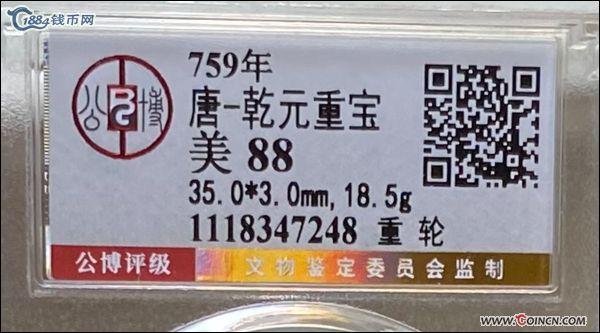 1884钱币网
公 博
759年
唐-乾元重宝
美 88
35.0*3.0mm,18.5g
1118347248 重 轮
公博评级
文物鉴定委员会监制
www.COINCN.com